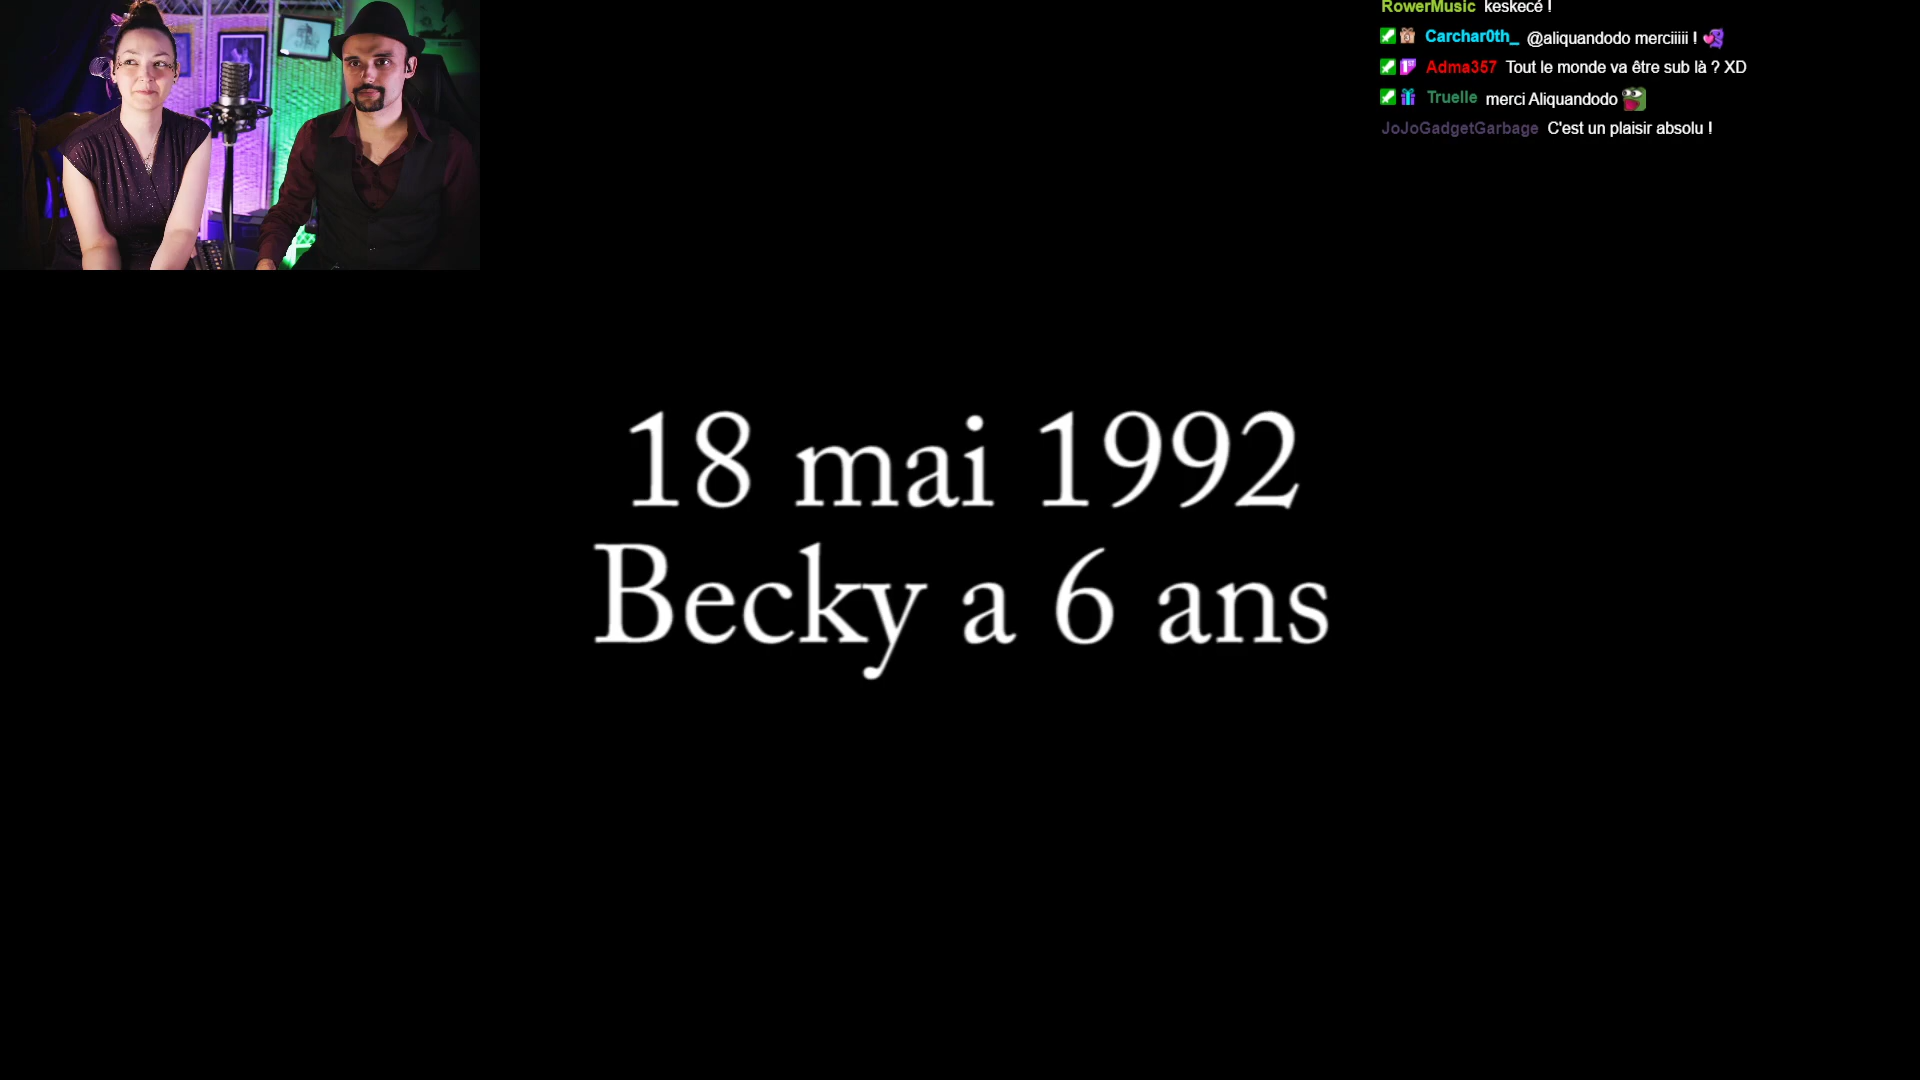 RowerMusic keskecé !
Carchar0th_ @aliquandodo merciiiii !
Adma357 Tout le monde va être sub là ? XD
Truelle merci Aliquandodo
JoJoGadgetGarbage C'est un plaisir absolu !
18 mai 1992
Becky a 6 ans